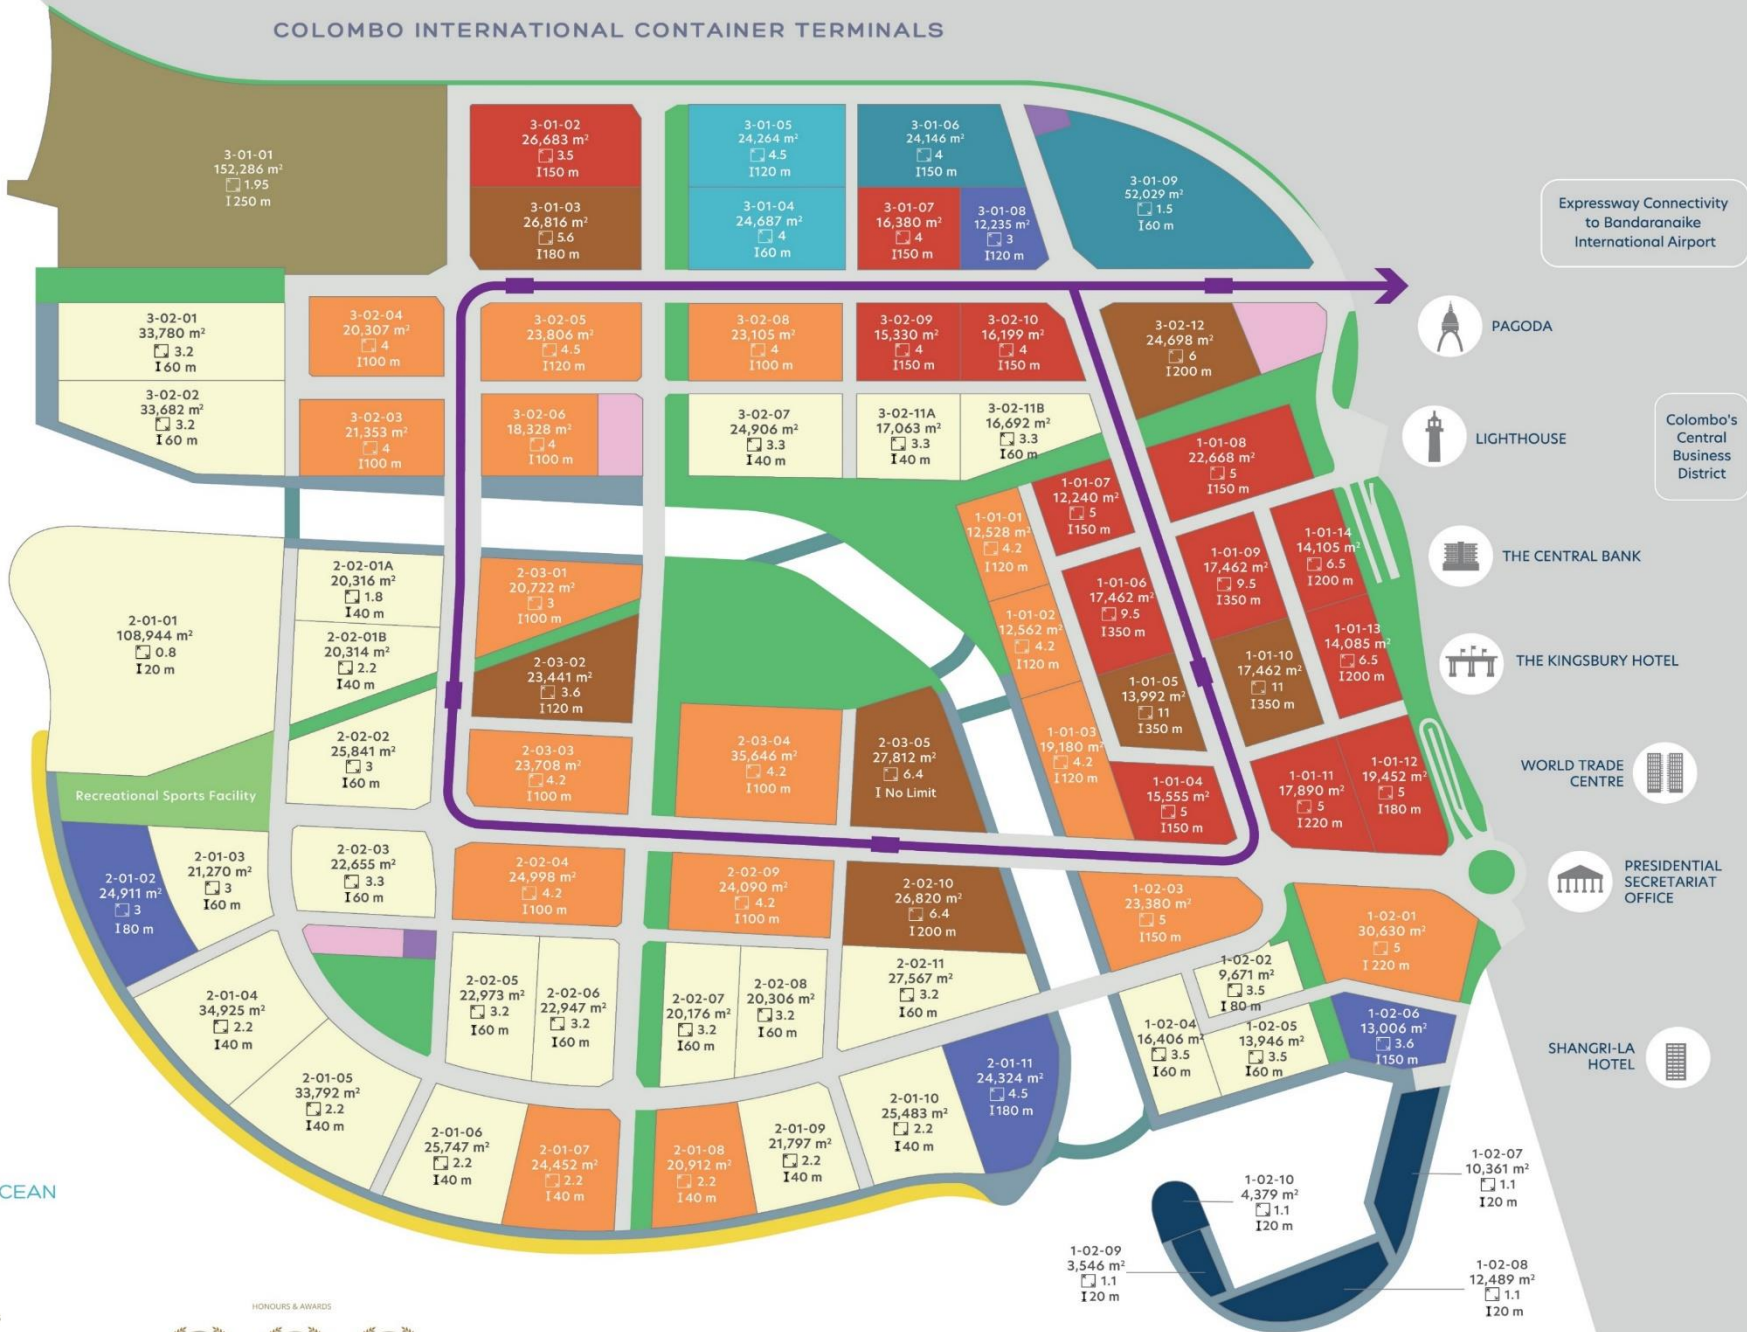 COLOMBO INTERNATIONAL CONTAINER TERMINALS
3-01-01
152,286 m²
1.95
I 250 m
3-01-02
26,683 m²
3.5
I 150 m
3-01-03
26,816 m²
5.6
I 180 m
3-01-05
24,264 m²
4.5
I 120 m
3-01-04
24,687 m²
4
I 60 m
3-01-06
24,146 m²
4
I 150 m
3-01-07
16,380 m²
4
I 150 m
3-01-08
12,235 m²
3
I 120 m
3-01-09
52,029 m²
1.5
I 60 m
Expressway Connectivity
to Bandaranaike
International Airport
3-02-01
33,780 m²
3.2
I 60 m
3-02-02
33,682 m²
3.2
I 60 m
3-02-04
20,307 m²
4
I 100 m
3-02-03
21,353 m²
4
I 100 m
3-02-05
23,806 m²
4.5
I 120 m
3-02-06
18,328 m²
4
I 100 m
3-02-08
23,105 m²
4
I 100 m
3-02-07
24,906 m²
3.3
I 40 m
3-02-09
15,330 m²
4
I 150 m
3-02-10
16,199 m²
4
I 150 m
3-02-11A
17,063 m²
3.3
I 40 m
3-02-11B
16,692 m²
3.3
I 60 m
3-02-12
24,698 m²
6
I 200 m
PAGODA
LIGHTHOUSE
Colombo's
Central
Business
District
1-01-08
22,668 m²
5
I 150 m
1-01-07
12,240 m²
5
I 150 m
1-01-01
12,528 m²
4.2
I 120 m
1-01-02
12,562 m²
4.2
I 120 m
1-01-03
19,180 m²
4.2
I 120 m
1-01-06
17,462 m²
9.5
I 350 m
1-01-05
13,992 m²
11
I 350 m
1-01-04
15,555 m²
5
I 150 m
1-01-09
17,462 m²
9.5
I 350 m
1-01-10
17,462 m²
11
I 350 m
1-01-14
14,105 m²
6.5
I 200 m
1-01-13
14,085 m²
6.5
I 200 m
1-01-11
17,890 m²
5
I 220 m
1-01-12
19,452 m²
5
I 180 m
THE CENTRAL BANK
THE KINGSBURY HOTEL
WORLD TRADE
CENTRE
PRESIDENTIAL
SECRETARIAT
OFFICE
SHANGRI-LA
HOTEL
2-01-01
108,944 m²
0.8
I 20 m
2-02-01A
20,316 m²
1.8
I 40 m
2-02-01B
20,314 m²
2.2
I 40 m
2-02-02
25,841 m²
3
I 60 m
2-03-01
20,722 m²
3
I 100 m
2-03-02
23,441 m²
3.6
I 120 m
2-03-03
23,708 m²
4.2
I 100 m
2-03-04
35,646 m²
4.2
I 100 m
2-03-05
27,812 m²
6.4
I No Limit
Recreational Sports Facility
2-01-02
24,911 m²
3
I 80 m
2-01-03
21,270 m²
3
I 60 m
2-02-03
22,655 m²
3.3
I 60 m
2-02-04
24,998 m²
4.2
I 100 m
2-02-09
24,090 m²
4.2
I 100 m
2-02-10
26,820 m²
6.4
I 200 m
1-02-03
23,380 m²
5
I 150 m
1-02-01
30,630 m²
5
I 220 m
2-01-04
34,925 m²
2.2
I 40 m
2-01-05
33,792 m²
2.2
I 40 m
2-02-05
22,973 m²
3.2
I 60 m
2-02-06
22,947 m²
3.2
I 60 m
2-02-07
20,176 m²
3.2
I 60 m
2-02-08
20,306 m²
3.2
I 60 m
2-02-11
27,567 m²
3.2
I 60 m
1-02-02
9,671 m²
3.5
I 80 m
1-02-04
16,406 m²
3.5
I 60 m
1-02-05
13,946 m²
3.5
I 60 m
1-02-06
13,006 m²
3.6
I 150 m
2-01-06
25,747 m²
2.2
I 40 m
2-01-07
24,452 m²
2.2
I 40 m
2-01-08
20,912 m²
2.2
I 40 m
2-01-09
21,797 m²
2.2
I 40 m
2-01-10
25,483 m²
2.2
I 40 m
2-01-11
24,324 m²
4.5
I 180 m
1-02-07
10,361 m²
1.1
I 20 m
1-02-10
4,379 m²
1.1
I 20 m
1-02-09
3,546 m²
1.1
I 20 m
1-02-08
12,489 m²
1.1
I 20 m
CEAN
HONOURS & AWARDS